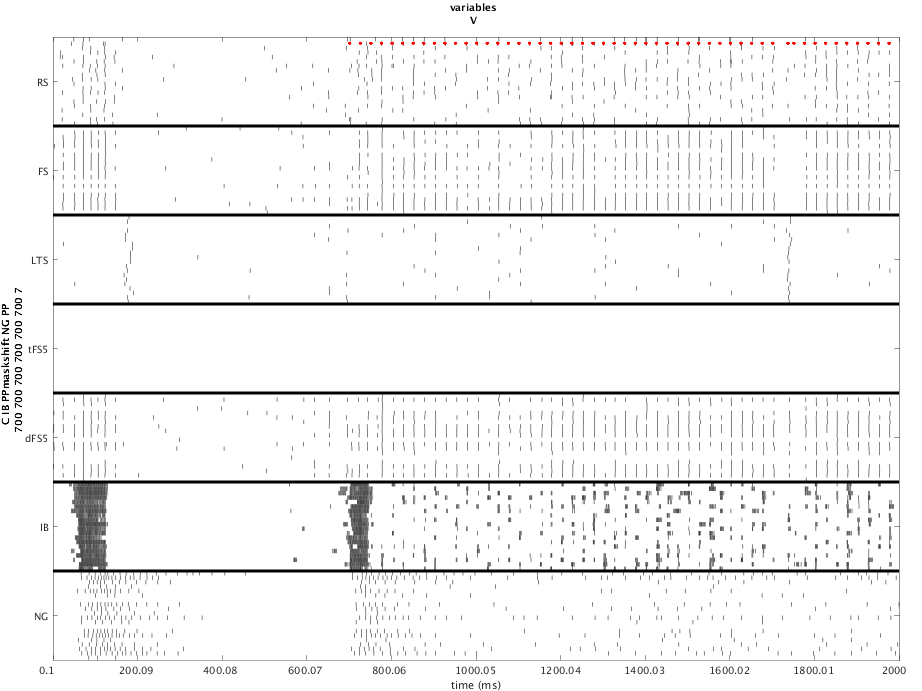 variables
V
RS
FS
LTS
tFS5
dFS5
IB
NG
C IB PPmaskshift NG PP
700 700 700 700 700 700 7
0.1 200.09 400.08 600.07 800.06 1000.05 1200.04 1400.03 1600.02 1800.01 2000
time (ms)